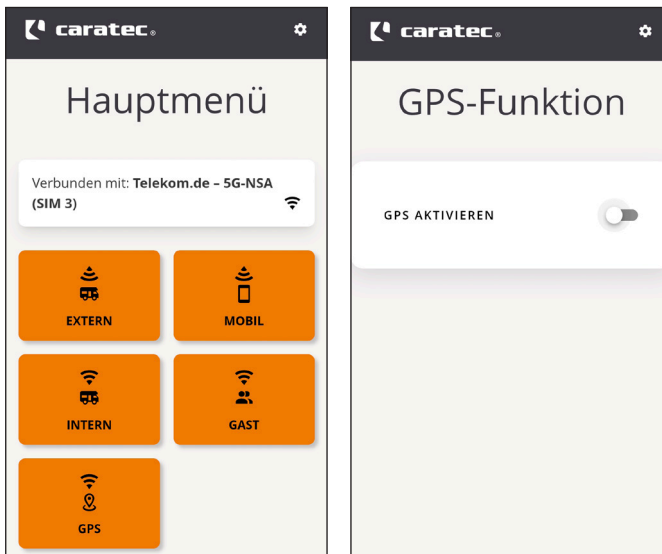 caratec®
Hauptmenü
Verbunden mit: Telekom.de – 5G-NSA
(SIM 3)
EXTERN
MOBIL
INTERN
GAST
GPS
caratec®
GPS-Funktion
GPS AKTIVIEREN